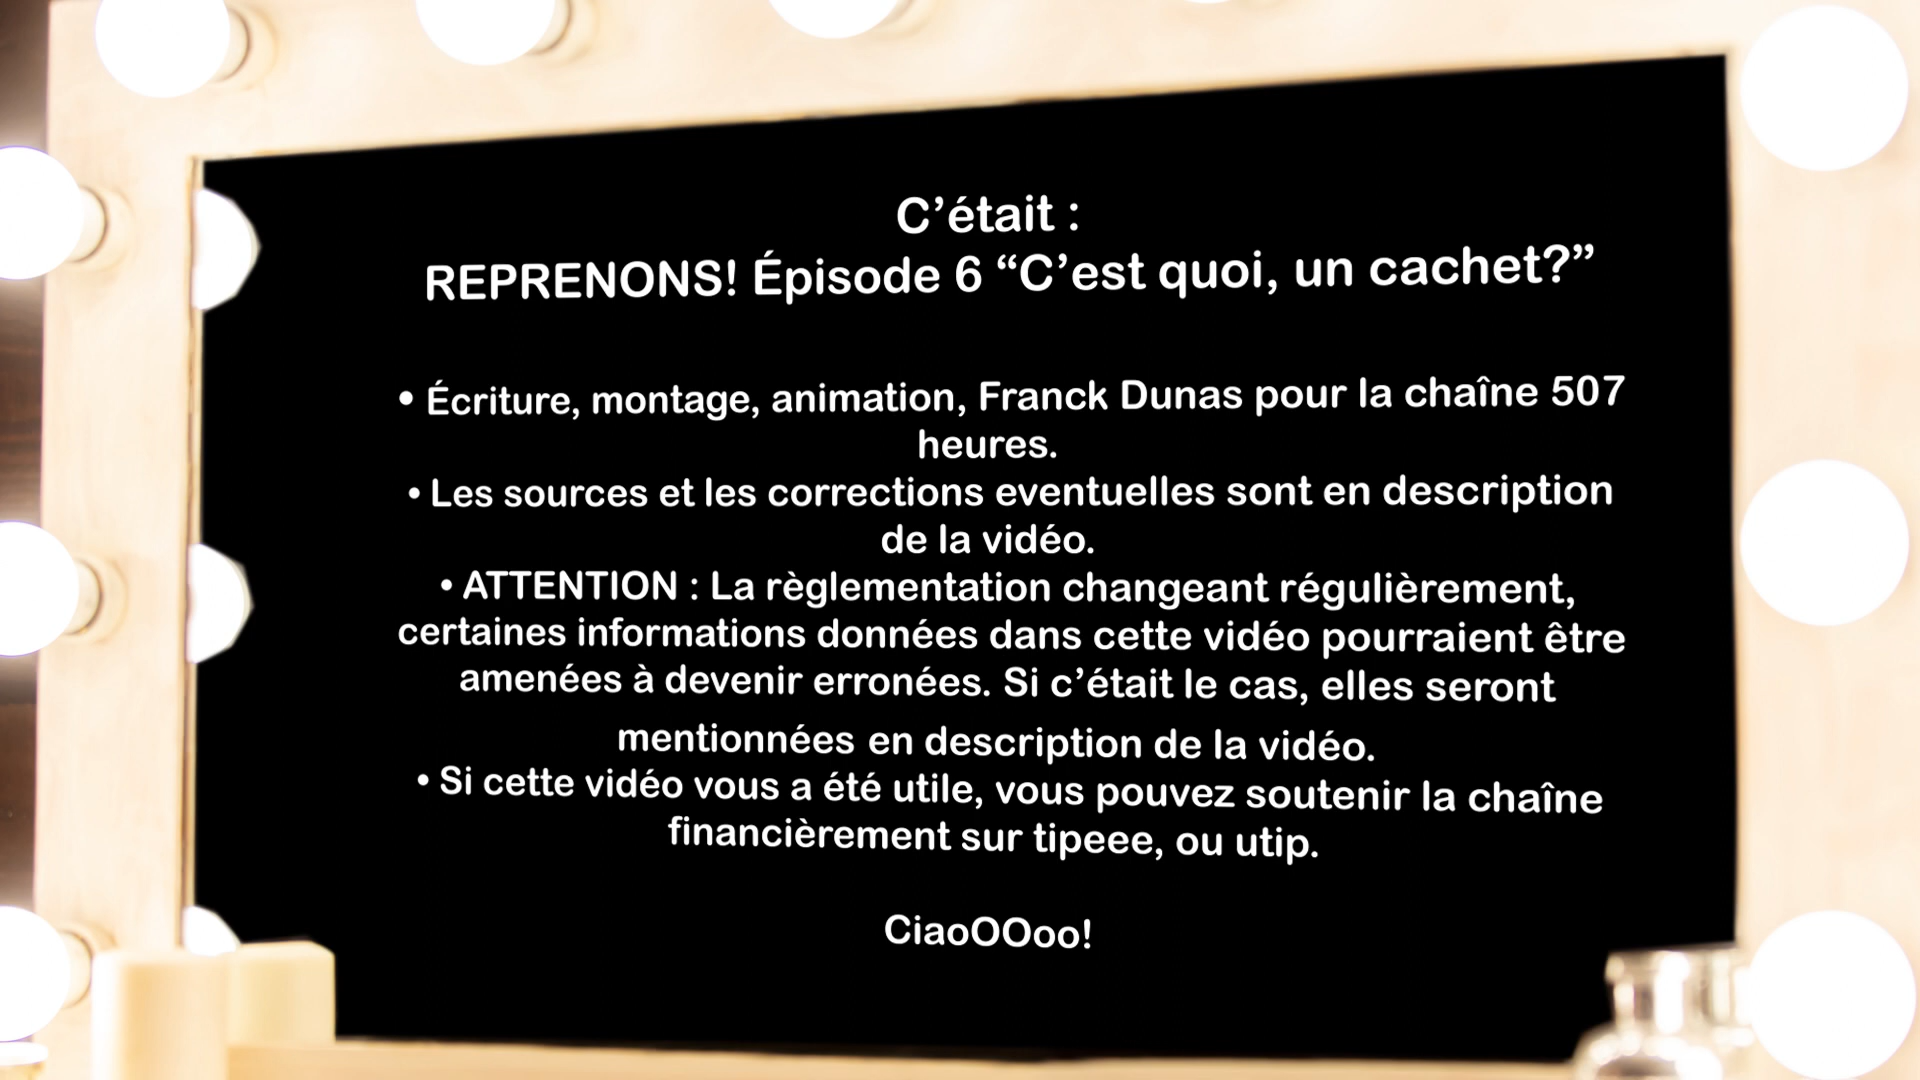 C’était :
REPRENONS! Épisode 6 “C’est quoi, un cachet?”
• Écriture, montage, animation, Franck Dunas pour la chaîne 507
heures.
• Les sources et les corrections eventuelles sont en description
de la vidéo.
• ATTENTION : La règlementation changeant régulièrement,
certaines informations données dans cette vidéo pourraient être
amenées à devenir erronées. Si c’était le cas, elles seront
mentionnées en description de la vidéo.
• Si cette vidéo vous a été utile, vous pouvez soutenir la chaîne
financièrement sur tipeee, ou utip.
CiaoOOoo!